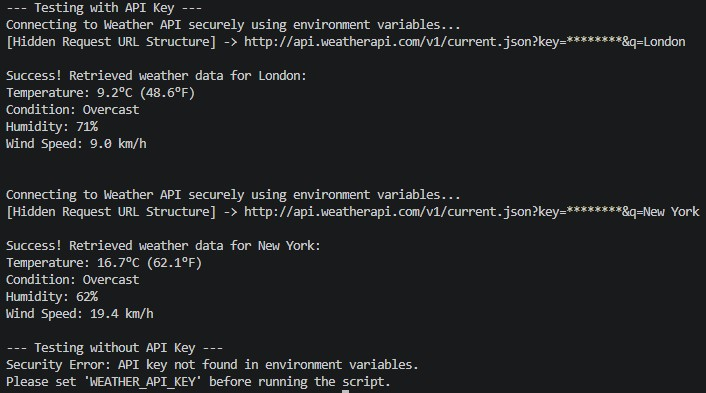 --- Testing with API Key ---
Connecting to Weather API securely using environment variables...
[Hidden Request URL Structure] -> http://api.weatherapi.com/v1/current.json?key=********&q=London
Success! Retrieved weather data for London:
Temperature: 9.2°C (48.6°F)
Condition: Overcast
Humidity: 71%
Wind Speed: 9.0 km/h
Connecting to Weather API securely using environment variables...
[Hidden Request URL Structure] -> http://api.weatherapi.com/v1/current.json?key=********&q=New York
Success! Retrieved weather data for New York:
Temperature: 16.7°C (62.1°F)
Condition: Overcast
Humidity: 62%
Wind Speed: 19.4 km/h
--- Testing without API Key ---
Security Error: API key not found in environment variables.
Please set 'WEATHER_API_KEY' before running the script.